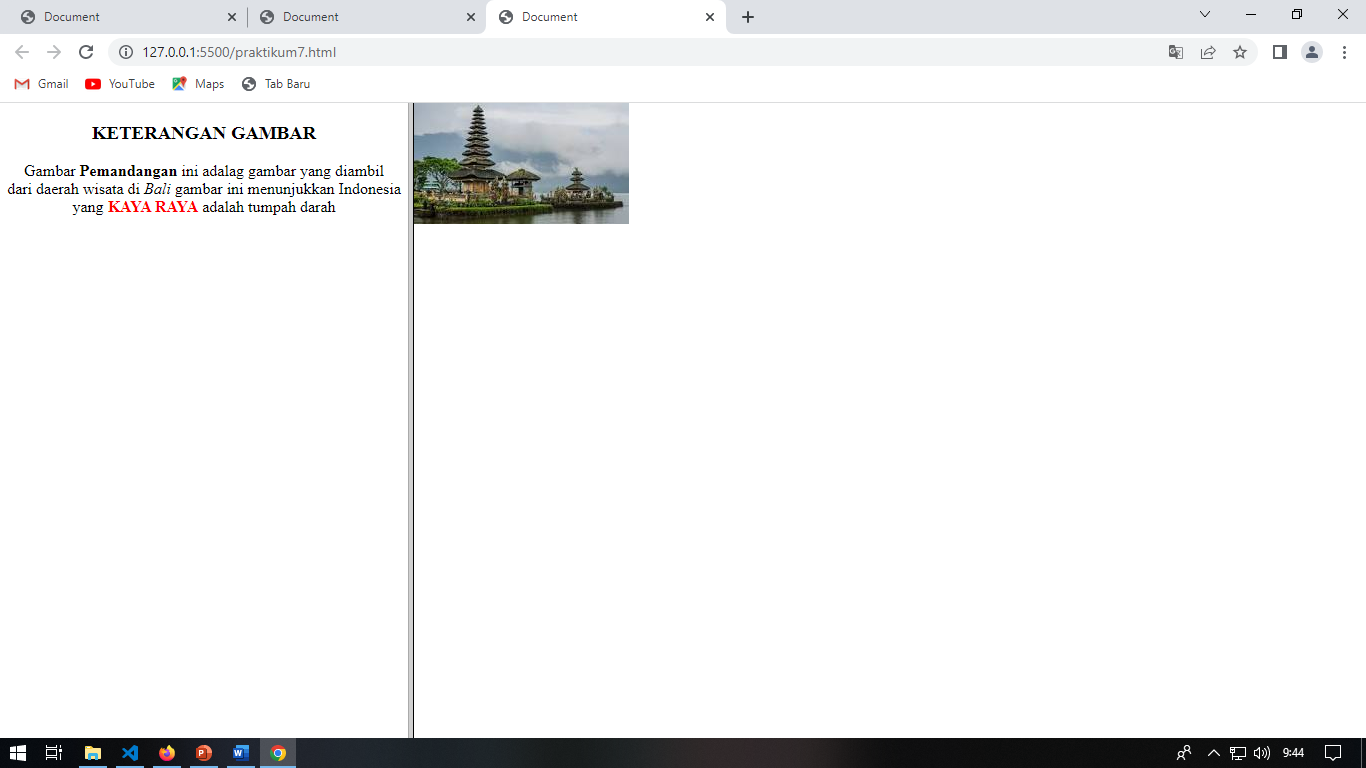 Document
Document
Document
127.0.0.1:5500/praktikum7.html
Gmail
YouTube
Maps
Tab Baru
KETERANGAN GAMBAR
Gambar Pemandangan ini adalag gambar yang diambil
dari daerah wisata di Bali gambar ini menunjukkan Indonesia
yang KAYA RAYA adalah tumpah darah
9:44